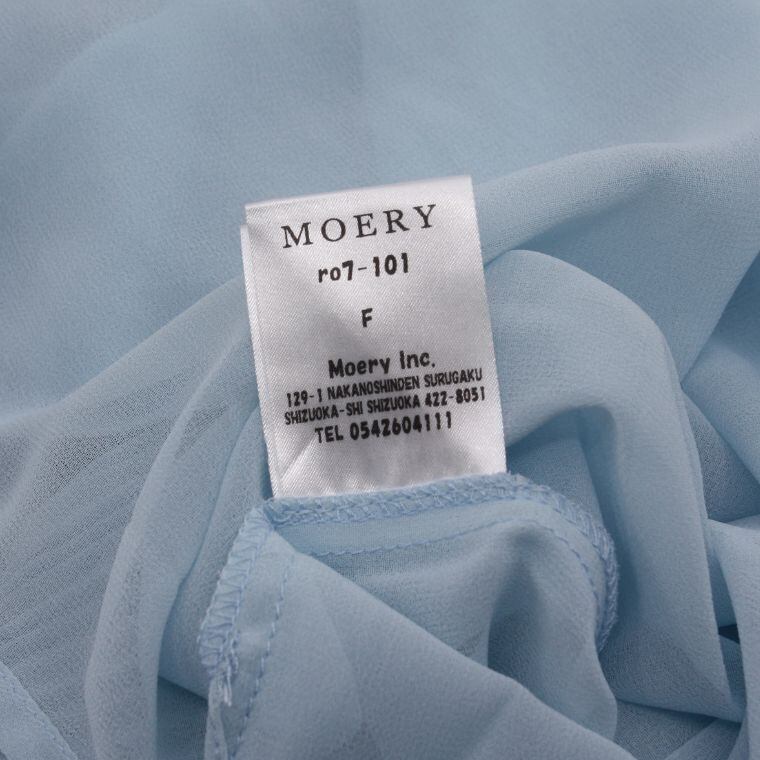 MOERY
ro7-101
F
Moery Inc.
129-1 NAKANOSHINDEN SURUGAKU
SHIZUOKA-SHI SHIZUOKA 422-8051
TEL 0542604111